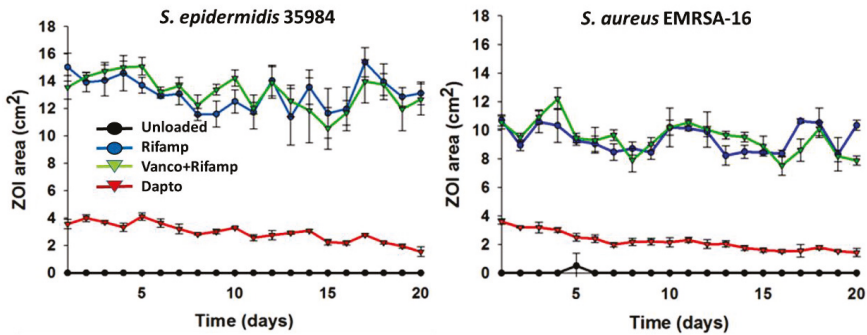 S. epidermidis 35984
ZOI area (cm2)
18
16
14
12
10
8
6
4
2
0
Unloaded
Rifamp
Vanco+Rifamp
Dapto
5
10
15
20
Time (days)
S. aureus EMRSA-16
ZOI area (cm2)
16
14
12
10
8
6
4
2
0
5
10
15
20
Time (days)